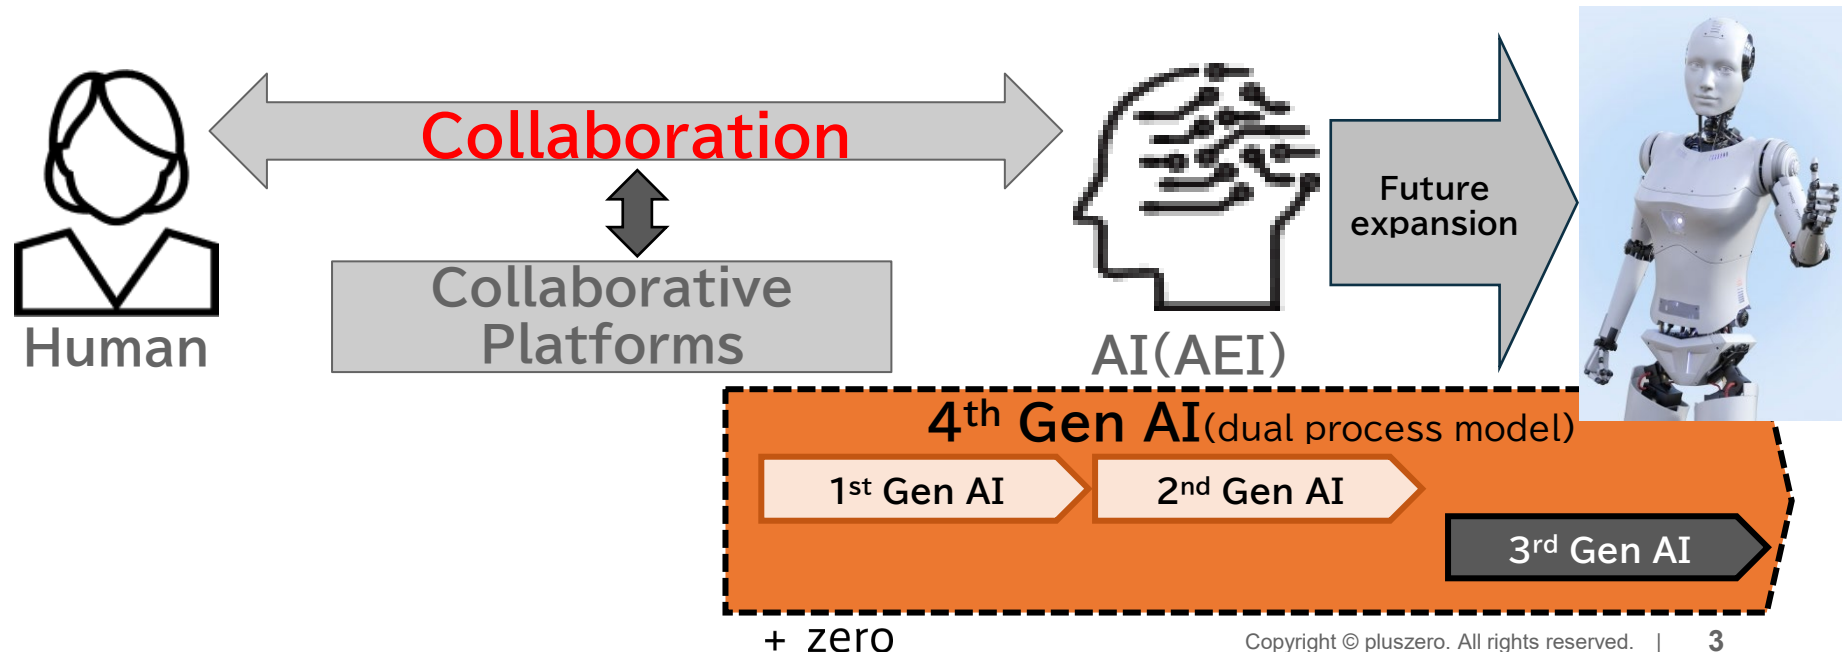 Collaboration
Future
expansion
Collaborative
Platforms
Human
AI(AEI)
4th Gen AI(dual process model)
1st Gen AI
2nd Gen AI
3rd Gen AI
+ zero
Copyright © pluszero. All rights reserved. | 3